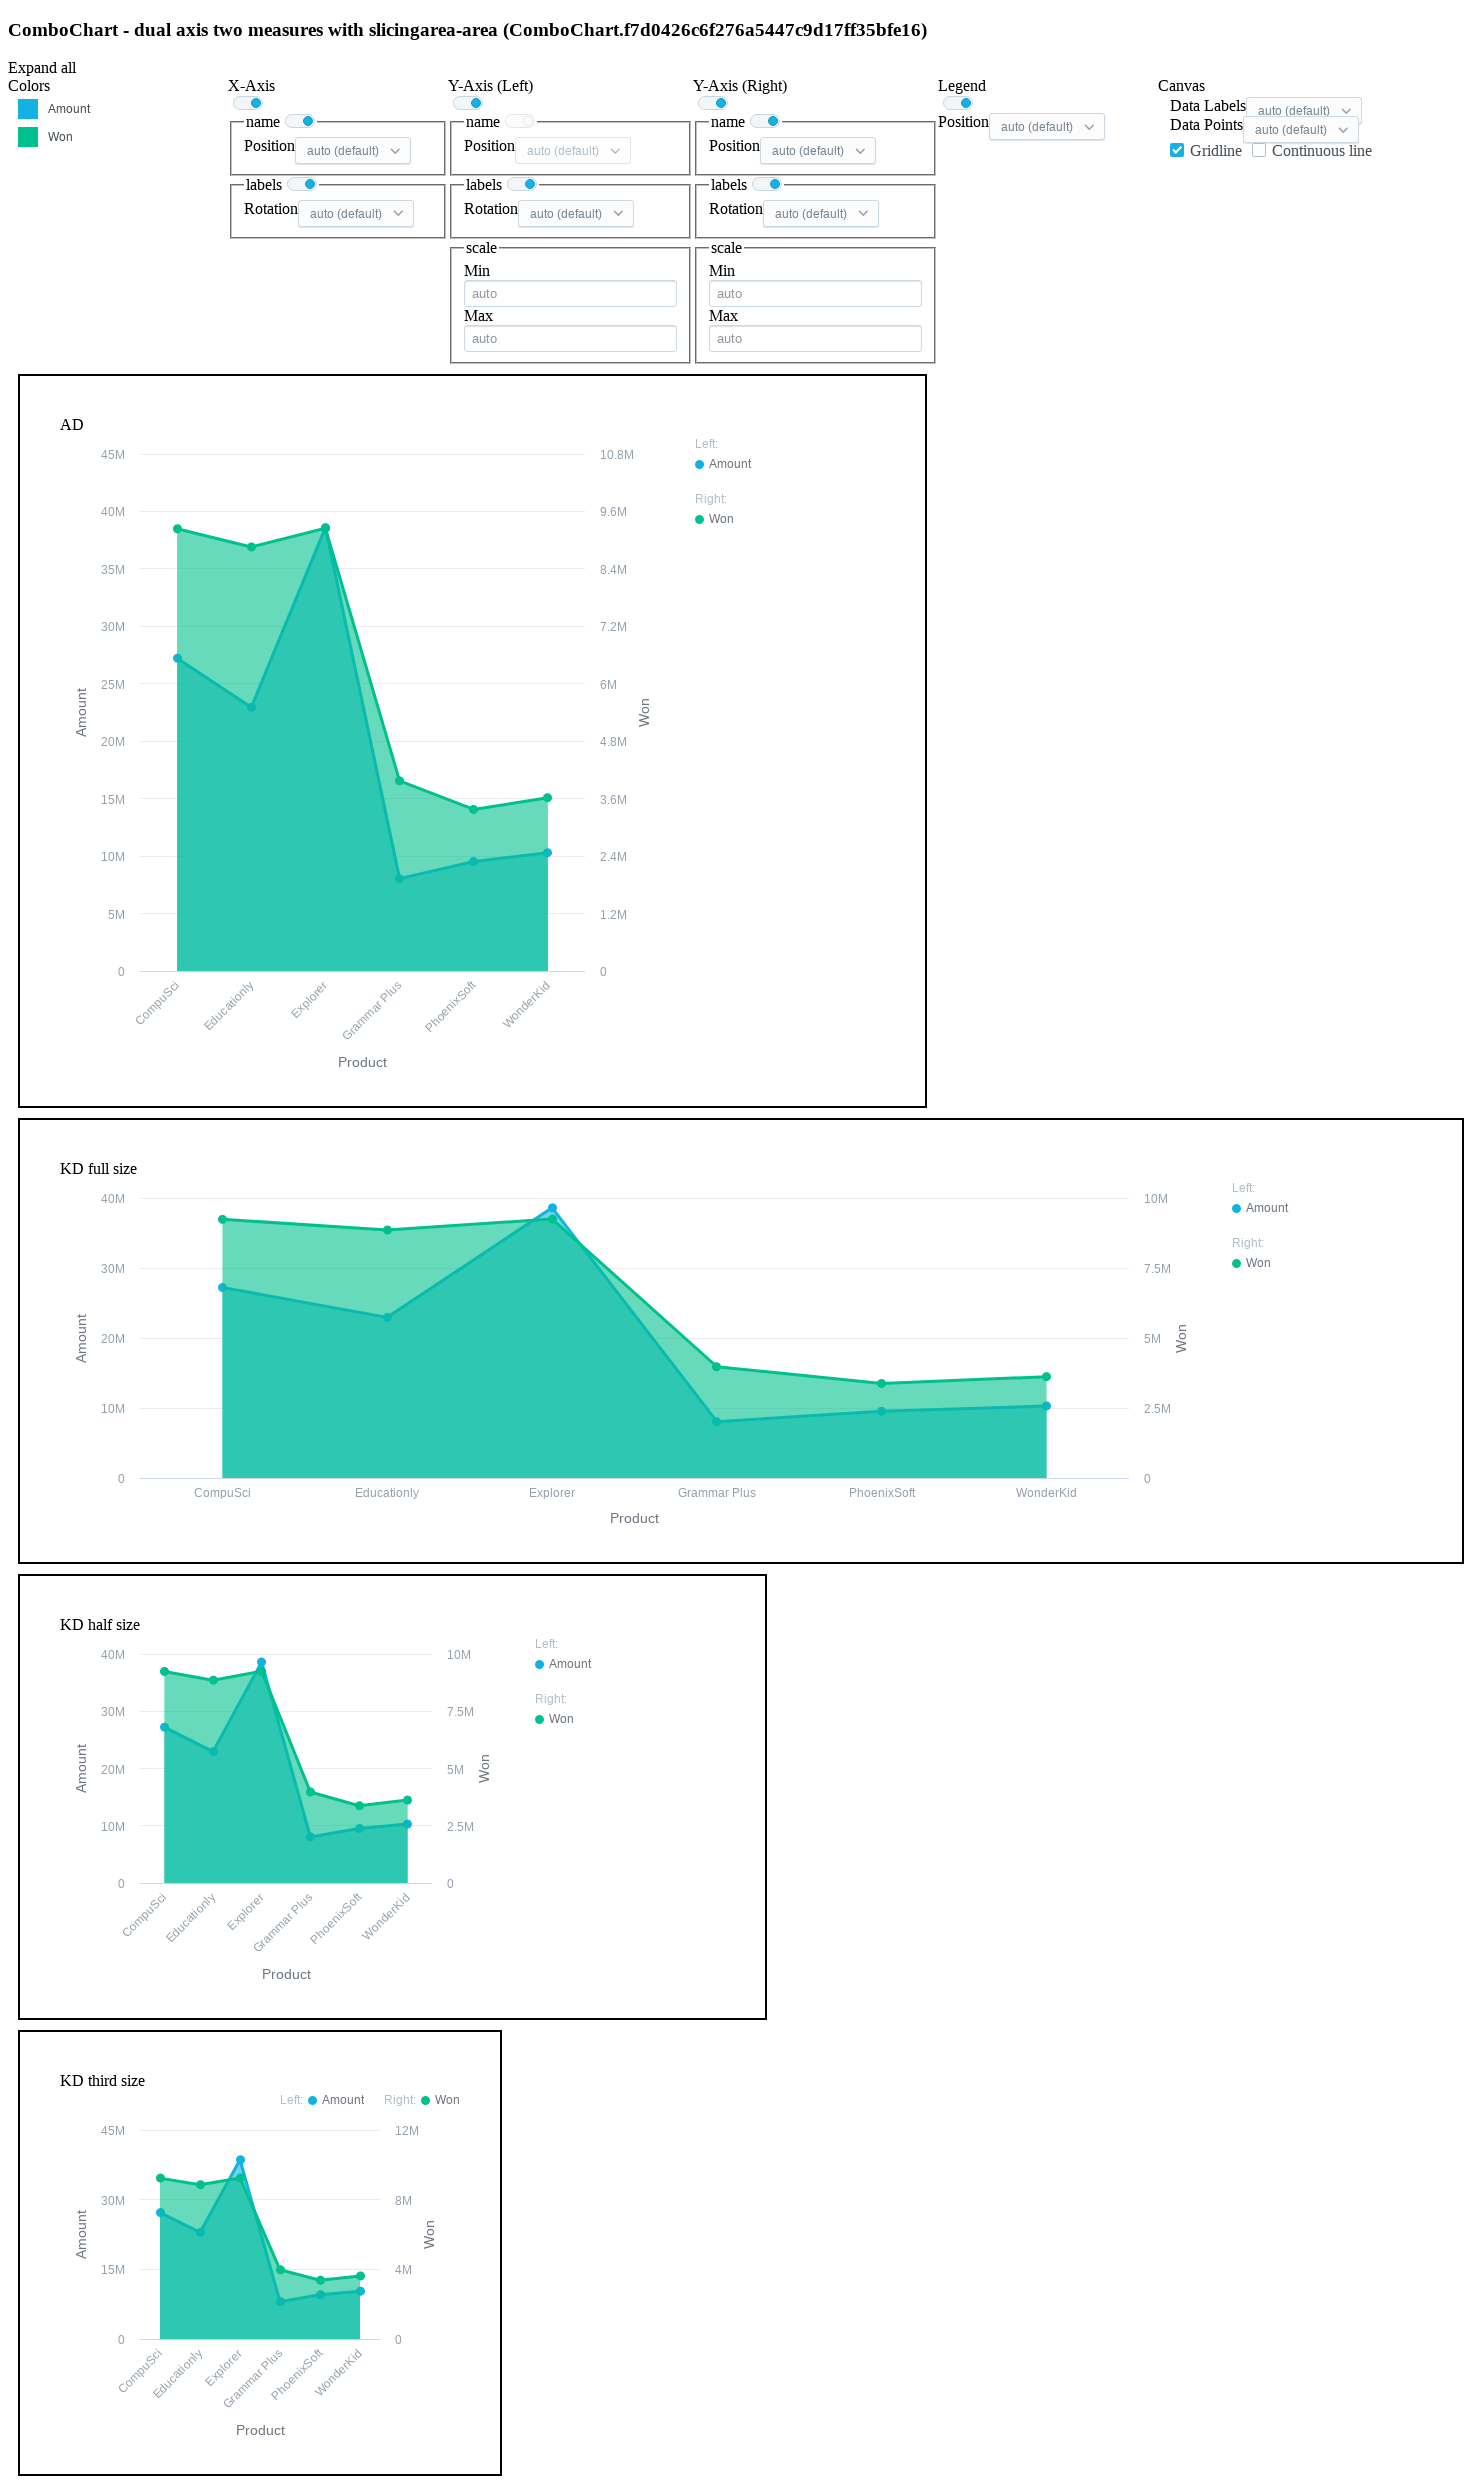 ComboChart - dual axis two measures with slicingarea-area (ComboChart.f7d0426c6f276a5447c9d17ff35bfe16)
Expand all
Colors
Amount
Won
X-Axis
name
Position auto (default)
labels
Rotation auto (default)
Y-Axis (Left)
name
Position auto (default)
labels
Rotation auto (default)
scale
Min
auto
Max
auto
Y-Axis (Right)
name
Position auto (default)
labels
Rotation auto (default)
scale
Min
auto
Max
auto
Legend
Position auto (default)
Canvas
Data Labels auto (default)
Data Points auto (default)
Gridline Continuous line
AD
45M
40M
35M
30M
25M
20M
15M
10M
5M
0
Amount
10.8M
9.6M
8.4M
7.2M
6M
4.8M
3.6M
2.4M
1.2M
0
Won
CompuSci
Educationly
Explorer
Grammar Plus
PhoenixSoft
WonderKid
Product
Left:
Amount
Right:
Won
KD full size
40M
30M
20M
10M
0
Amount
10M
7.5M
5M
2.5M
0
Won
CompuSci
Educationly
Explorer
Grammar Plus
PhoenixSoft
WonderKid
Product
Left:
Amount
Right:
Won
KD half size
40M
30M
20M
10M
0
Amount
10M
7.5M
5M
2.5M
0
Won
CompuSci
Educationly
Explorer
Grammar Plus
PhoenixSoft
WonderKid
Product
Left:
Amount
Right:
Won
KD third size
Left: Amount Right: Won
45M
30M
15M
0
Amount
12M
8M
4M
0
Won
CompuSci
Educationly
Explorer
Grammar Plus
PhoenixSoft
WonderKid
Product